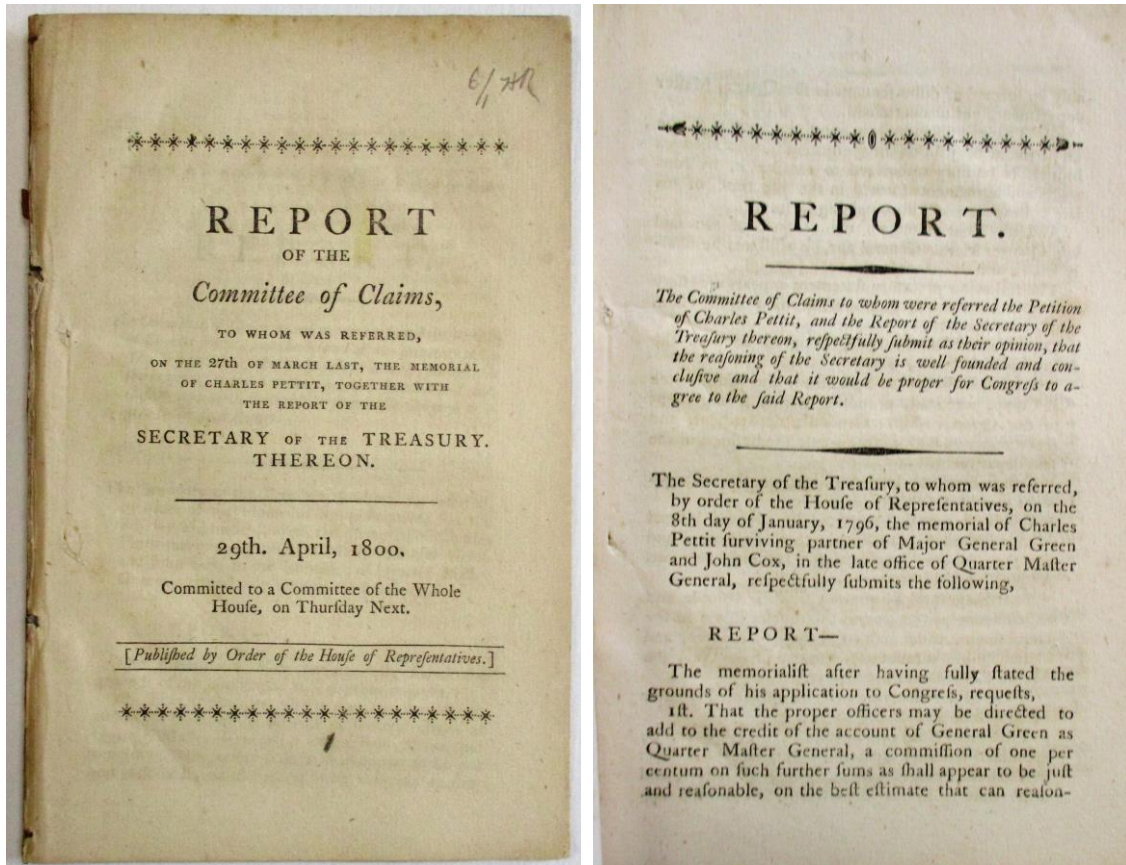 REPORT
OF THE
Committee of Claims,
TO WHOM WAS REFERRED,
ON THE 27th OF MARCH LAST, THE MEMORIAL
OF CHARLES PETTIT, TOGETHER WITH
THE REPORT OF THE
SECRETARY OF THE TREASURY.
THEREON.
29th. April, 1800.
Committed to a Committee of the Whole
Houſe, on Thurſday Next.
[Publiſhed by Order of the Houſe of Repreſentatives.]
REPORT.
The Committee of Claims to whom were referred the Petition
of Charles Pettit, and the Report of the Secretary of the
Treaſury thereon, reſpectfully ſubmit as their opinion, that
the reaſoning of the Secretary is well founded and con-
cluſive and that it would be proper for Congreſs to a-
gree to the ſaid Report.
The Secretary of the Treaſury, to whom was referred,
by order of the Houſe of Repreſentatives, on the
8th day of January, 1796, the memorial of Charles
Pettit ſurviving partner of Major General Green
and John Cox, in the late office of Quarter Maſter
General, reſpectfully ſubmits the following,
REPORT—
The memorialiſt after having fully ſtated the
grounds of his application to Congreſs, requeſts,
1ſt. That the proper officers may be directed to
add to the credit of the account of General Green as
Quarter Maſter General, a commiſſion of one per
centum on ſuch further ſums as ſhall appear to be juſt
and reaſonable, on the beſt eſtimate that can reaſon-